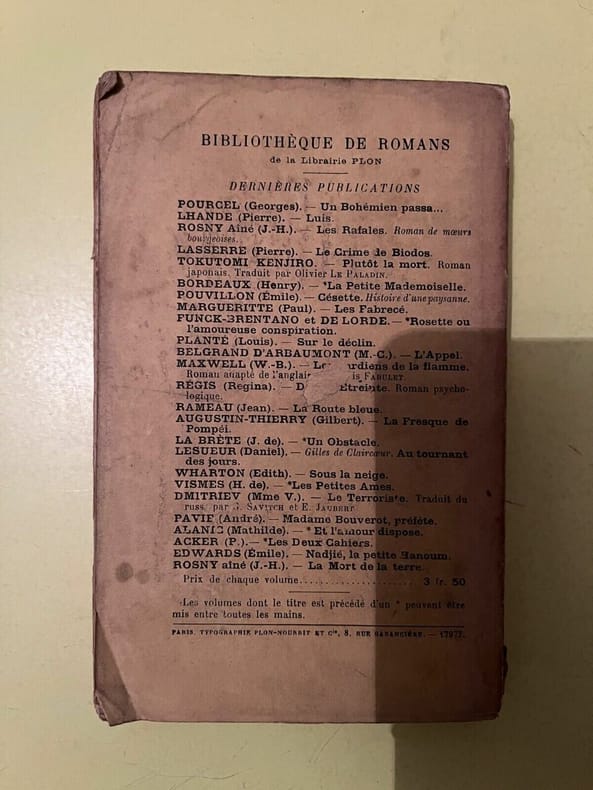 BIBLIOTHÈQUE DE ROMANS
de la Librairie PLON
DERNIÈRES PUBLICATIONS
POURCEL (Georges). — Un Bohémien passa...
LHANDE (Pierre). — Luis.
ROSNY Aîné (J.-H.). — Les Rafales. Roman de mœurs
LASSERRE (Pierre). — Le Crime de Biodos.
TOKUTOMI KENJIRO. — Plutôt la mort. Roman
japonais. Traduit par Olivier LE PALADIN.
BORDEAUX (Henry). — *La Petite Mademoiselle.
POUVILLON (Émile). — Césette. Histoire d'une paysanne.
MARGUERITTE (Paul). — Les Fabrecé.
FUNCK-BRENTANO et DE LORDE. — *Rosette ou
l'amoureuse conspiration.
PLANTÉ (Louis). — Sur le déclin.
BELGRAND D'ARBAUMONT (M.-C.). — L'Appel.
MAXWELL (W.-B.). — de la flamme.
Roman adapté de FABULET.
RÉGIS (Regina). — Étreinte. Roman psycho-
logique.
RAMEAU (Jean). — La Route bleue.
AUGUSTIN-THIERRY (Gilbert). — La Fresque de
Pompéi.
LA BRÈTE (J. de). — *Un Obstacle.
LESUEUR (Daniel). — Gilles de Claircœur. Au tournant
des jours.
WHARTON (Edith). — Sous la neige.
VISMES (H. de). — *Les Petites Ames.
DMITRIEV (Mme V.). — Le Terroriste. Traduit du
par SAVITCH et E. JAUBERT
PAVIE (André). — Madame Bouverot, préfète.
ALANIC (Mathilde). — * Et l'amour dispose.
ACKER (P.). — *Les Deux Cahiers.
EDWARDS (Émile). — Nadjié, la petite Hanoum.
ROSNY aîné (J.-H.). — La Mort de la terre.
Prix de chaque volume.................... 3 fr. 50
Les volumes dont le titre est précédé d'un * peuvent être
mis entre toutes les mains.
PARIS. TYPOGRAPHIE PLON-NOURRIT ET Cie, 8, RUE GARANCIÈRE. —